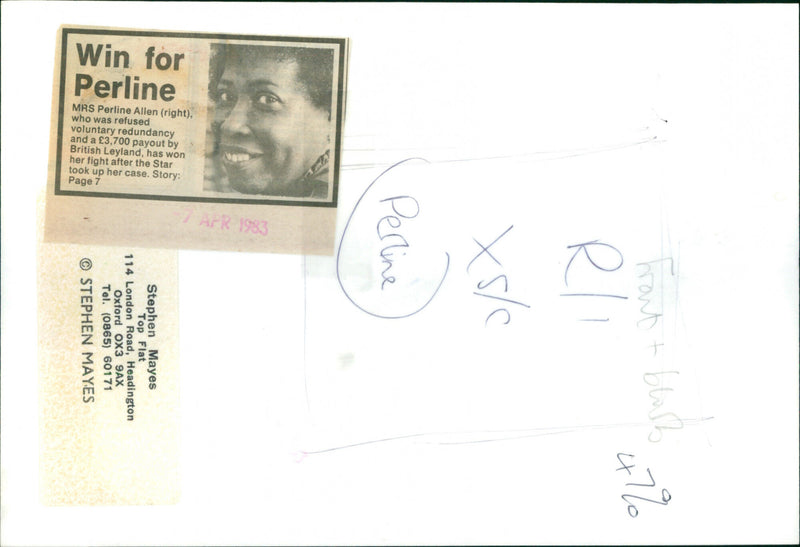 Win for
Perline
MRS Perline Allen (right),
who was refused
voluntary redundancy
and a £3,700 payout by
British Leyland, has won
her fight after the Star
took up her case. Story:
Page 7
7 APR 1983
Stephen Mayes
Top Flat
114 London Road, Headington
Oxford OX3 9AX
Tel. (0865) 60171
© STEPHEN MAYES
Perline
X S/C
R/1
Front +
47%